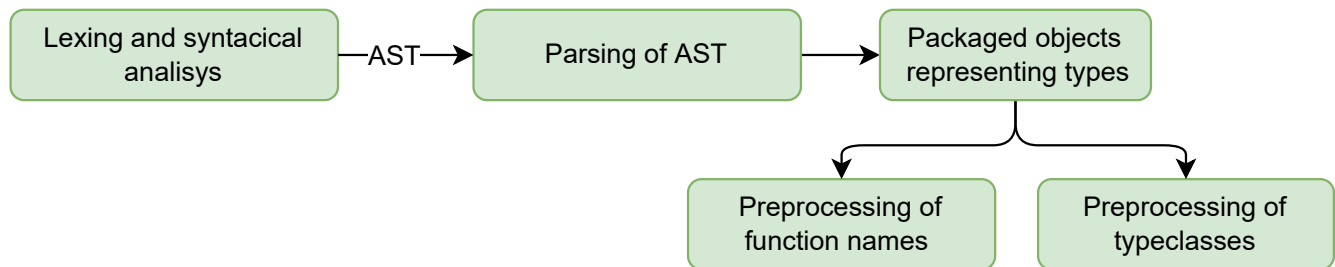 Lexing and syntacical
analisys
AST
Parsing of AST
Packaged objects
representing types
Preprocessing of
function names
Preprocessing of
typeclasses